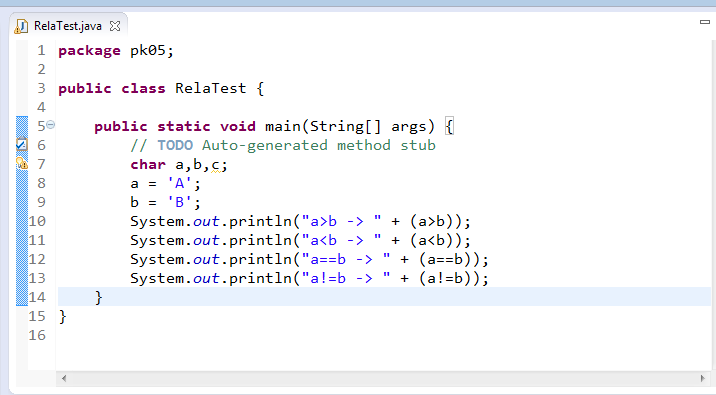 RelaTest.java
1 package pk05;
2
3 public class RelaTest {
4
5     public static void main(String[] args) {
6         // TODO Auto-generated method stub
7         char a,b,c;
8         a = 'A';
9         b = 'B';
10         System.out.println("a>b -> " + (a>b));
11         System.out.println("a<b -> " + (a<b));
12         System.out.println("a==b -> " + (a==b));
13         System.out.println("a!=b -> " + (a!=b));
14     }
15 }
16